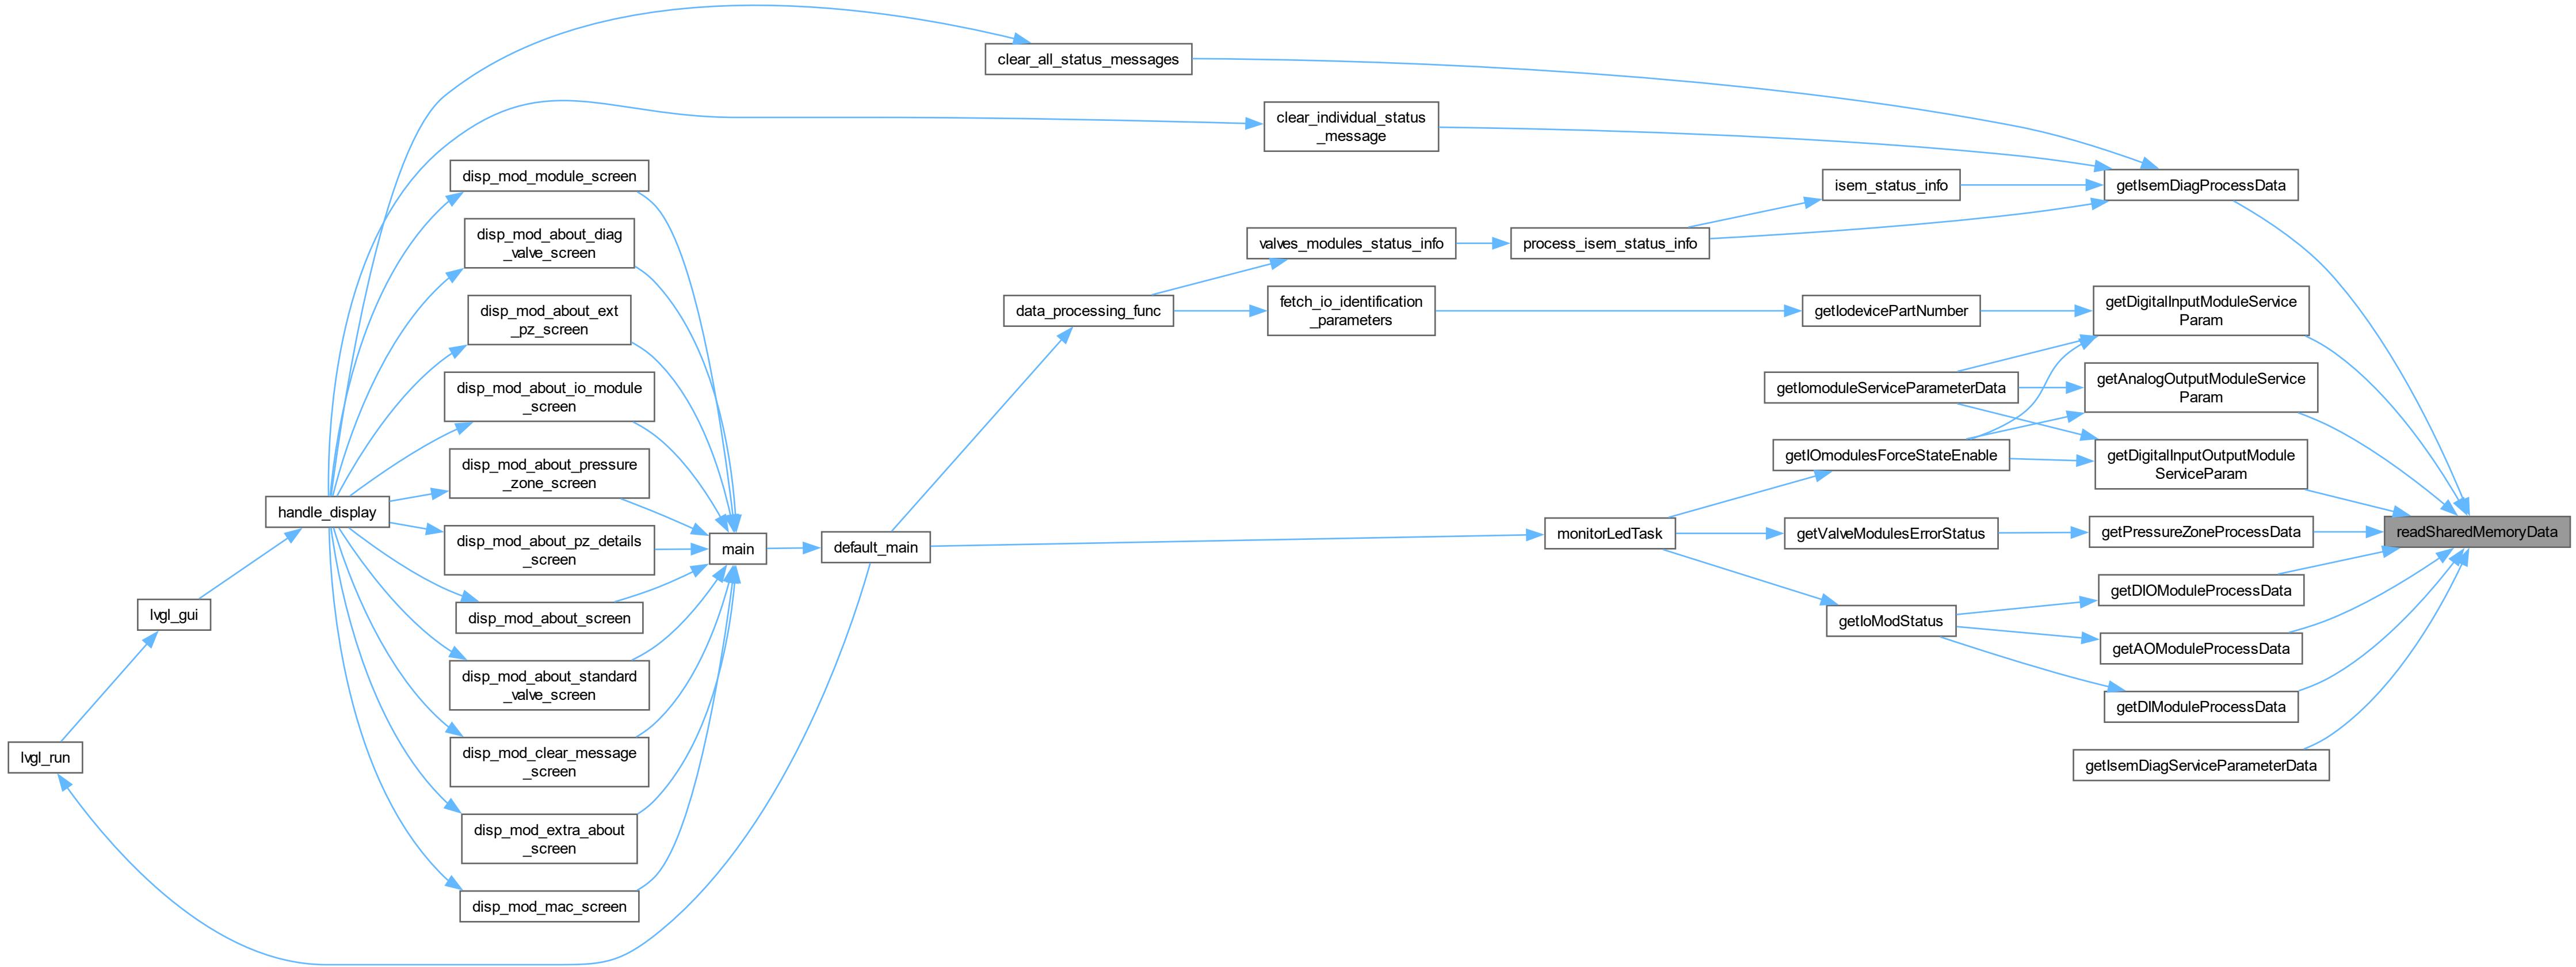 clear_all_status_messages
clear_individual_status
_message
disp_mod_module_screen
getIsemDiagProcessData
isem_status_info
disp_mod_about_diag
_valve_screen
valves_modules_status_info
process_isem_status_info
disp_mod_about_ext
_pz_screen
data_processing_func
fetch_io_identification
_parameters
getIodevicePartNumber
getDigitalInputModuleService
Param
disp_mod_about_io_module
_screen
getIomoduleServiceParameterData
getAnalogOutputModuleService
Param
disp_mod_about_pressure
_zone_screen
getIOmodulesForceStateEnable
getDigitalInputOutputModule
ServiceParam
handle_display
disp_mod_about_pz_details
_screen
main
default_main
monitorLedTask
getValveModulesErrorStatus
getPressureZoneProcessData
readSharedMemoryData
lvgl_gui
disp_mod_about_screen
getIoModStatus
getDIOModuleProcessData
getAOModuleProcessData
disp_mod_about_standard
_valve_screen
getDIModuleProcessData
lvgl_run
disp_mod_clear_message
_screen
getIsemDiagServiceParameterData
disp_mod_extra_about
_screen
disp_mod_mac_screen